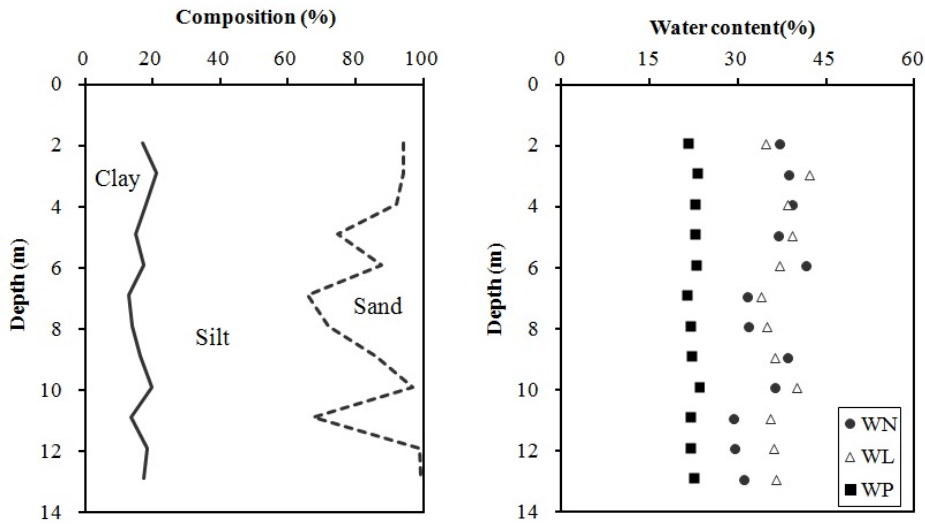 Composition (%)
0 20 40 60 80 100
0
2
4
6
8
10
12
14
Depth (m)
Clay
Silt
Sand
Water content(%)
0 15 30 45 60
0
2
4
6
8
10
12
14
Depth (m)
WN
WL
WP